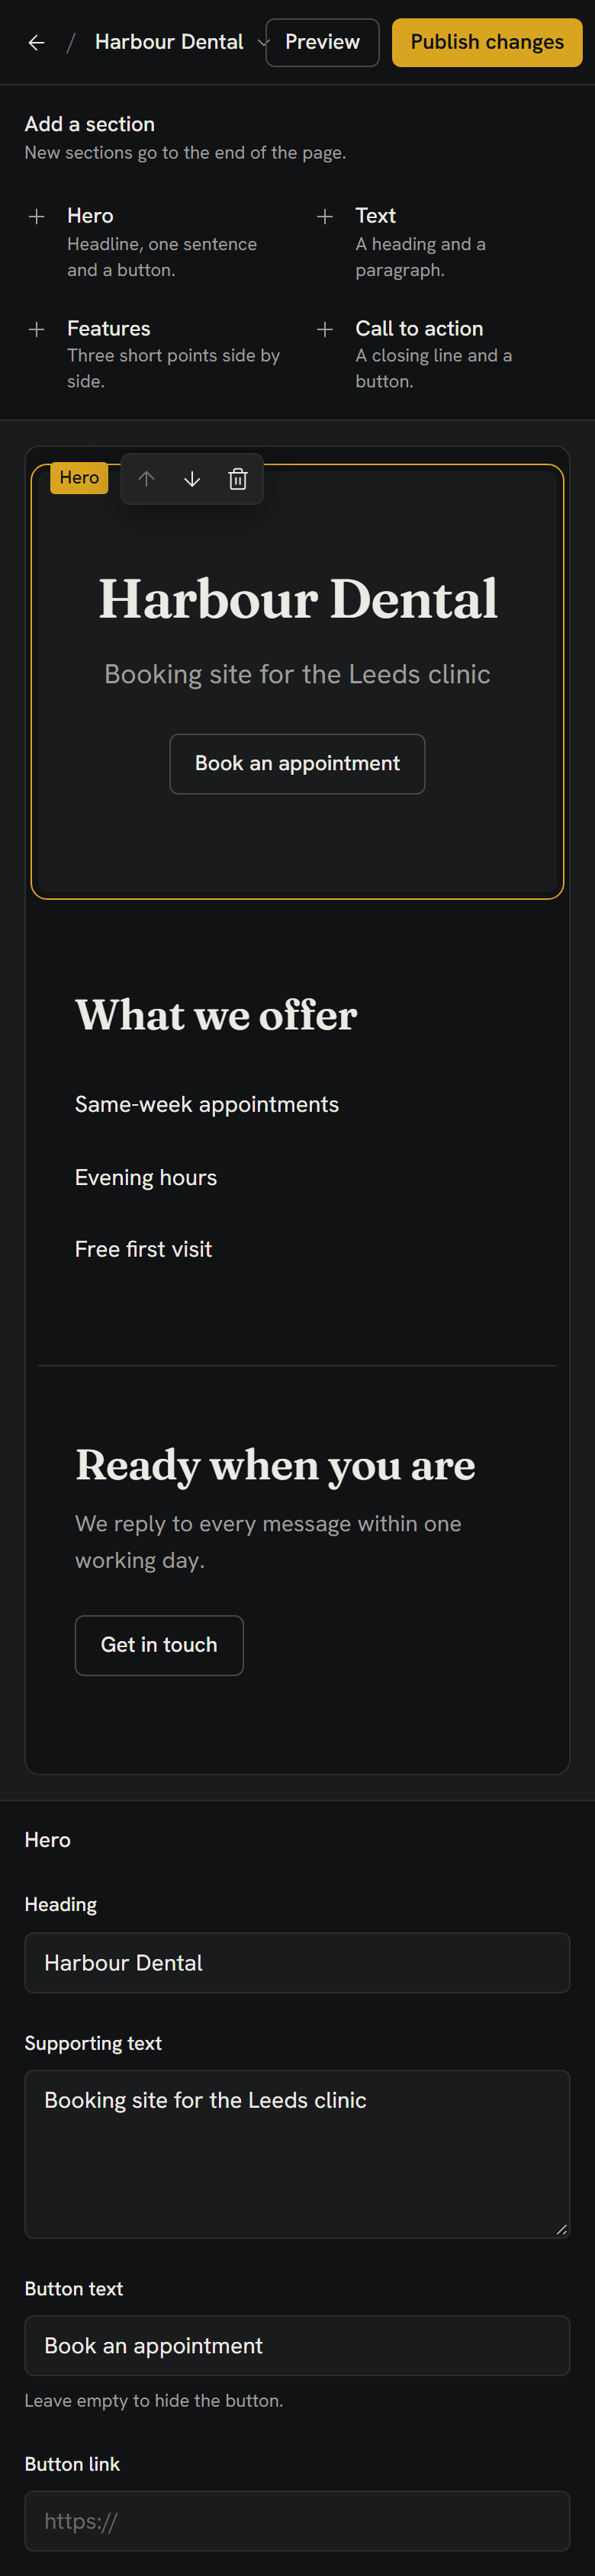 / Harbour Dental
Preview
Publish changes
Add a section
New sections go to the end of the page.
Hero
Headline, one sentence
and a button.
Text
A heading and a
paragraph.
Features
Three short points side by
side.
Call to action
A closing line and a
button.
Hero
Harbour Dental
Booking site for the Leeds clinic
Book an appointment
What we offer
Same-week appointments
Evening hours
Free first visit
Ready when you are
We reply to every message within one
working day.
Get in touch
Hero
Heading
Harbour Dental
Supporting text
Booking site for the Leeds clinic
Button text
Book an appointment
Leave empty to hide the button.
Button link
https://